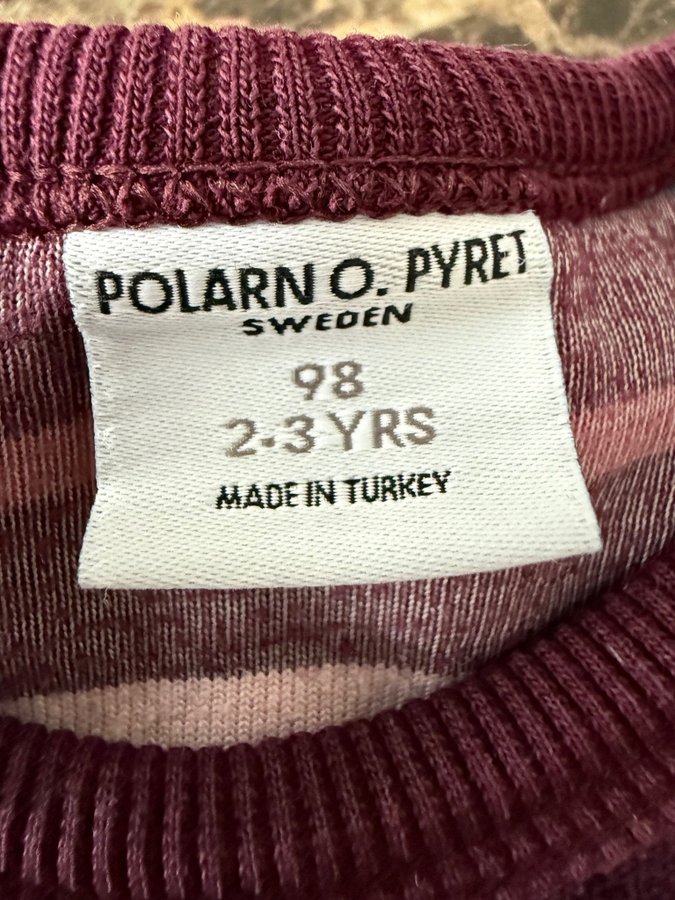 POLARN O. PYRET
SWEDEN
98
2-3 YRS
MADE IN TURKEY